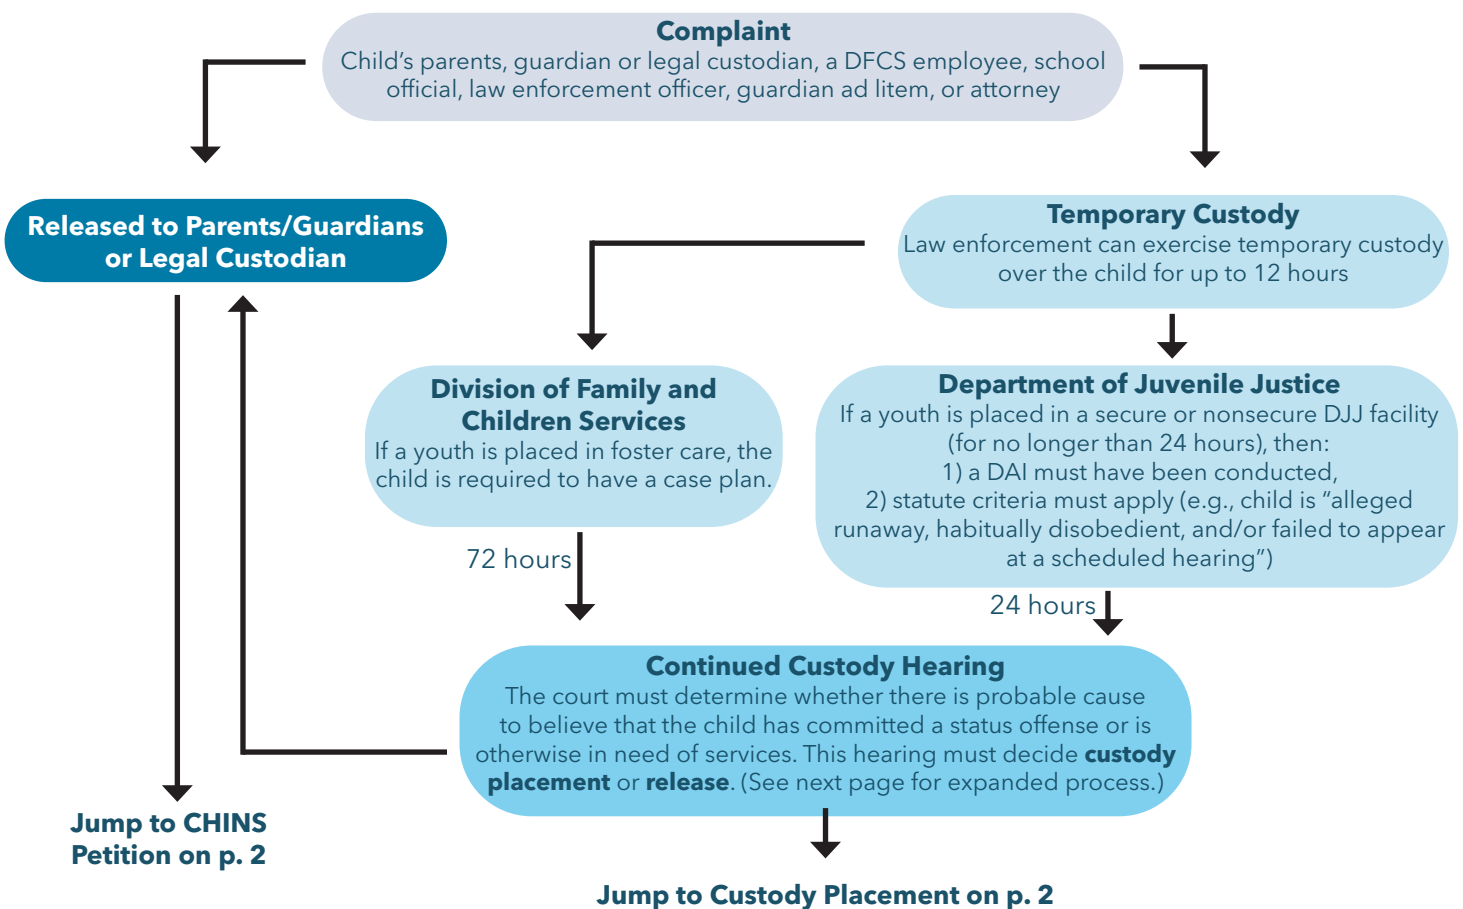 Complaint
Child’s parents, guardian or legal custodian, a DFCS employee, school
official, law enforcement officer, guardian ad litem, or attorney
Released to Parents/Guardians
or Legal Custodian
Temporary Custody
Law enforcement can exercise temporary custody
over the child for up to 12 hours
Division of Family and
Children Services
If a youth is placed in foster care, the
child is required to have a case plan.
Department of Juvenile Justice
If a youth is placed in a secure or nonsecure DJJ facility
(for no longer than 24 hours), then:
1) a DAI must have been conducted,
2) statute criteria must apply (e.g., child is “alleged
runaway, habitually disobedient, and/or failed to appear
at a scheduled hearing”)
72 hours
24 hours
Continued Custody Hearing
The court must determine whether there is probable cause
to believe that the child has committed a status offense or is
otherwise in need of services. This hearing must decide custody
placement or release. (See next page for expanded process.)
Jump to CHINS
Petition on p. 2
Jump to Custody Placement on p. 2